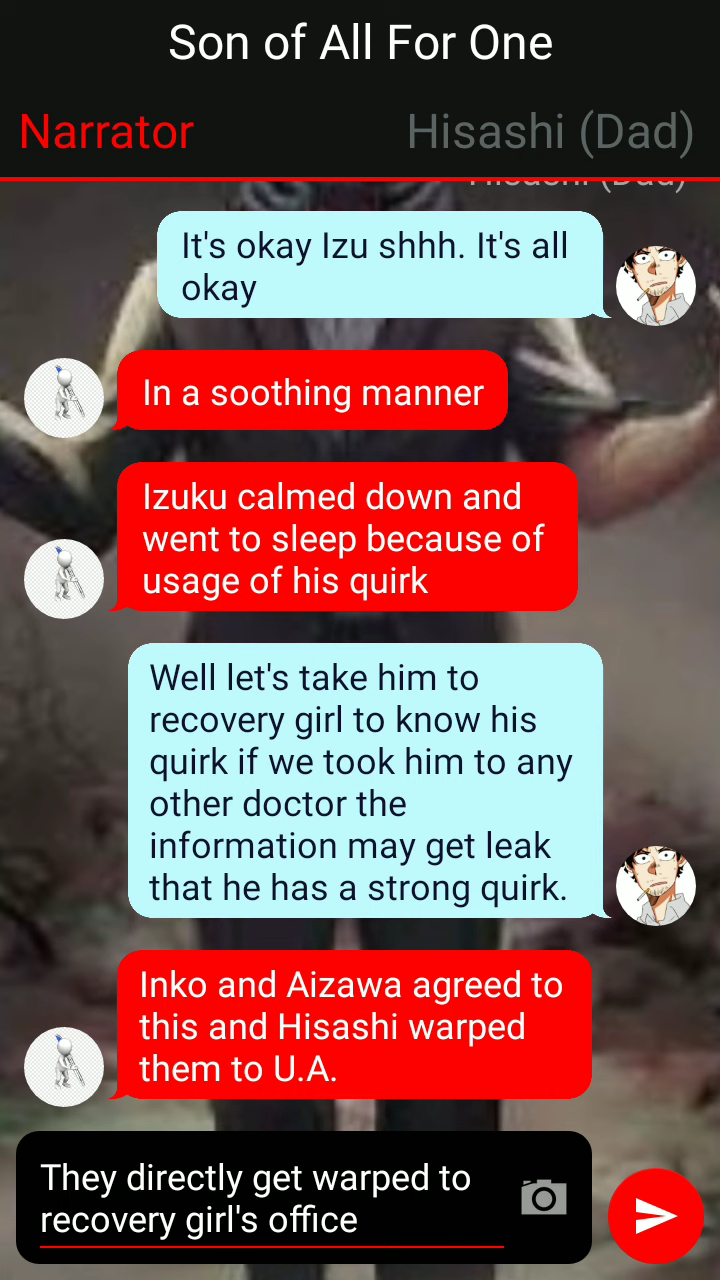 Son of All For One
Narrator
Hisashi (Dad)
Hisashi (Dad)
It's okay Izu shhh. It's all
okay
In a soothing manner
Izuku calmed down and
went to sleep because of
usage of his quirk
Well let's take him to
recovery girl to know his
quirk if we took him to any
other doctor the
information may get leak
that he has a strong quirk.
Inko and Aizawa agreed to
this and Hisashi warped
them to U.A.
They directly get warped to
recovery girl's office